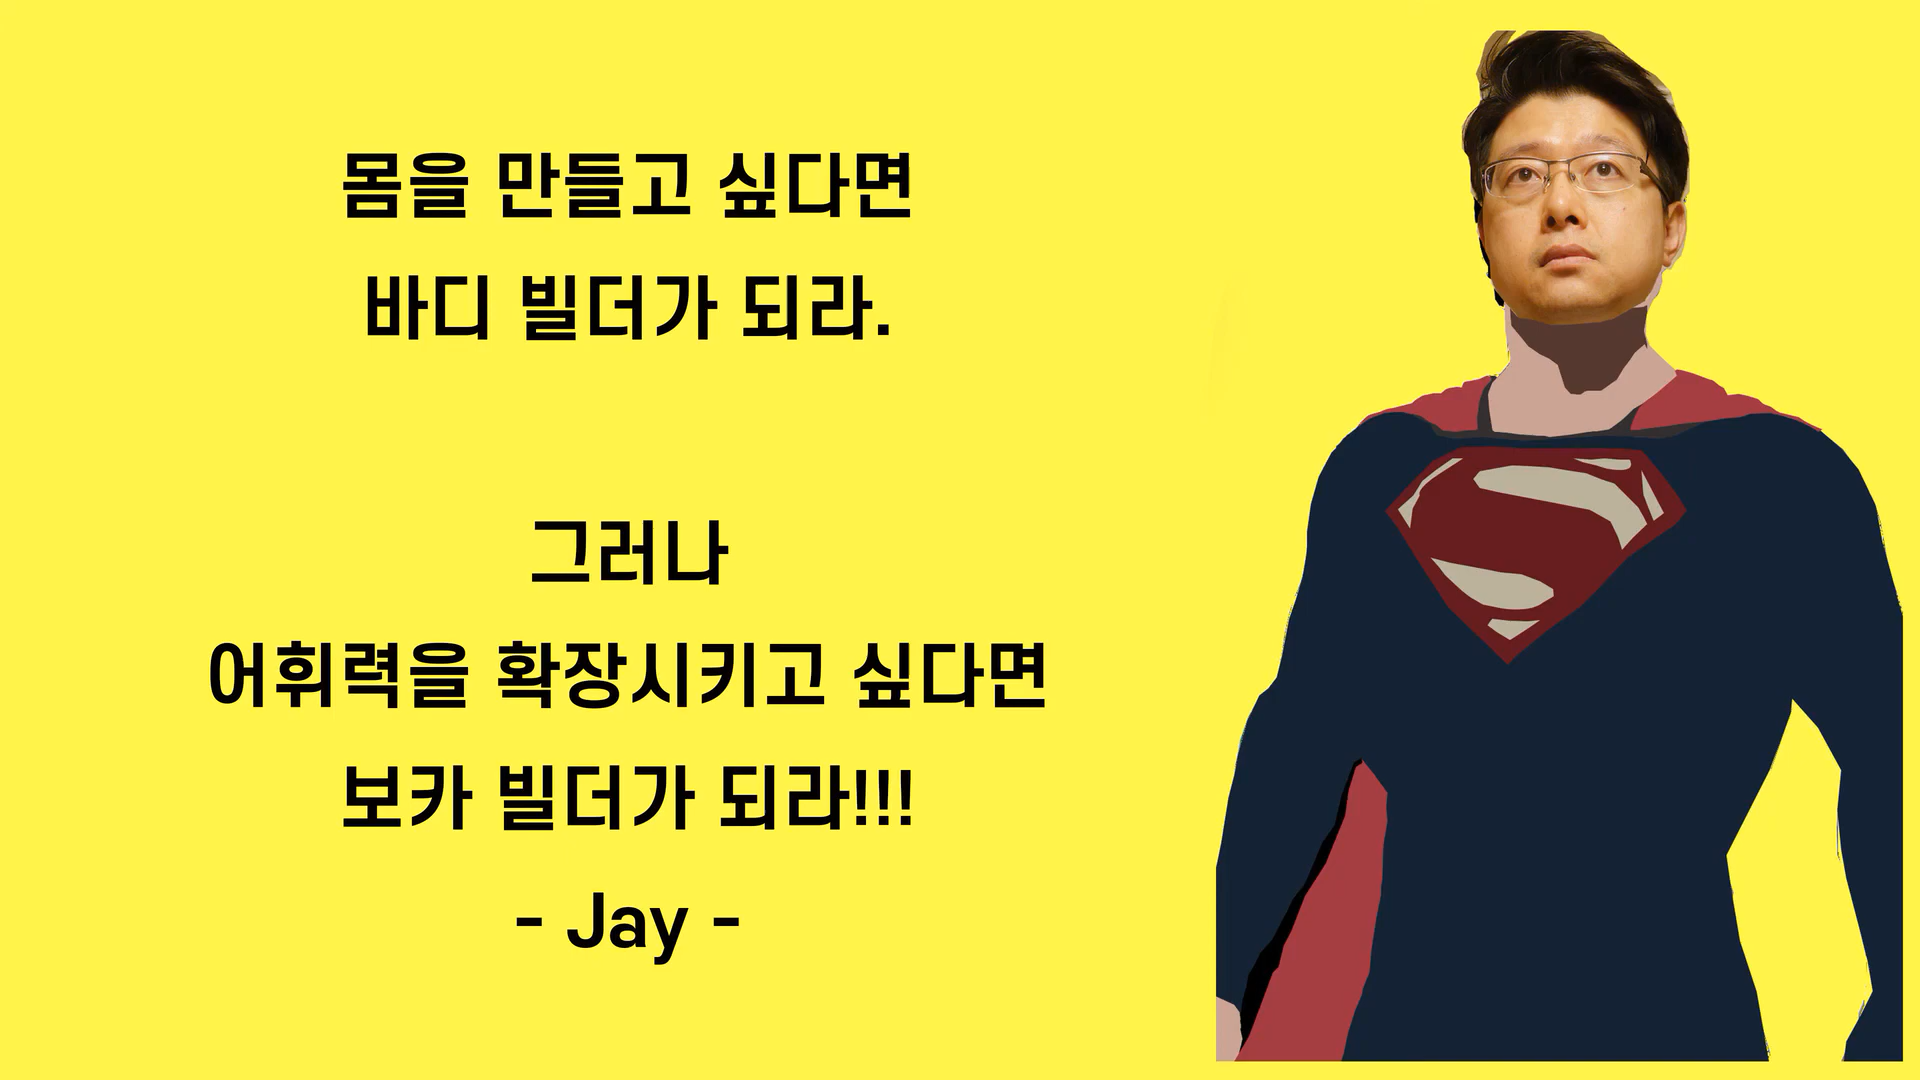 몸을 만들고 싶다면
바디 빌더가 되라.
그러나
어휘력을 확장시키고 싶다면
보카 빌더가 되라!!!
- Jay -